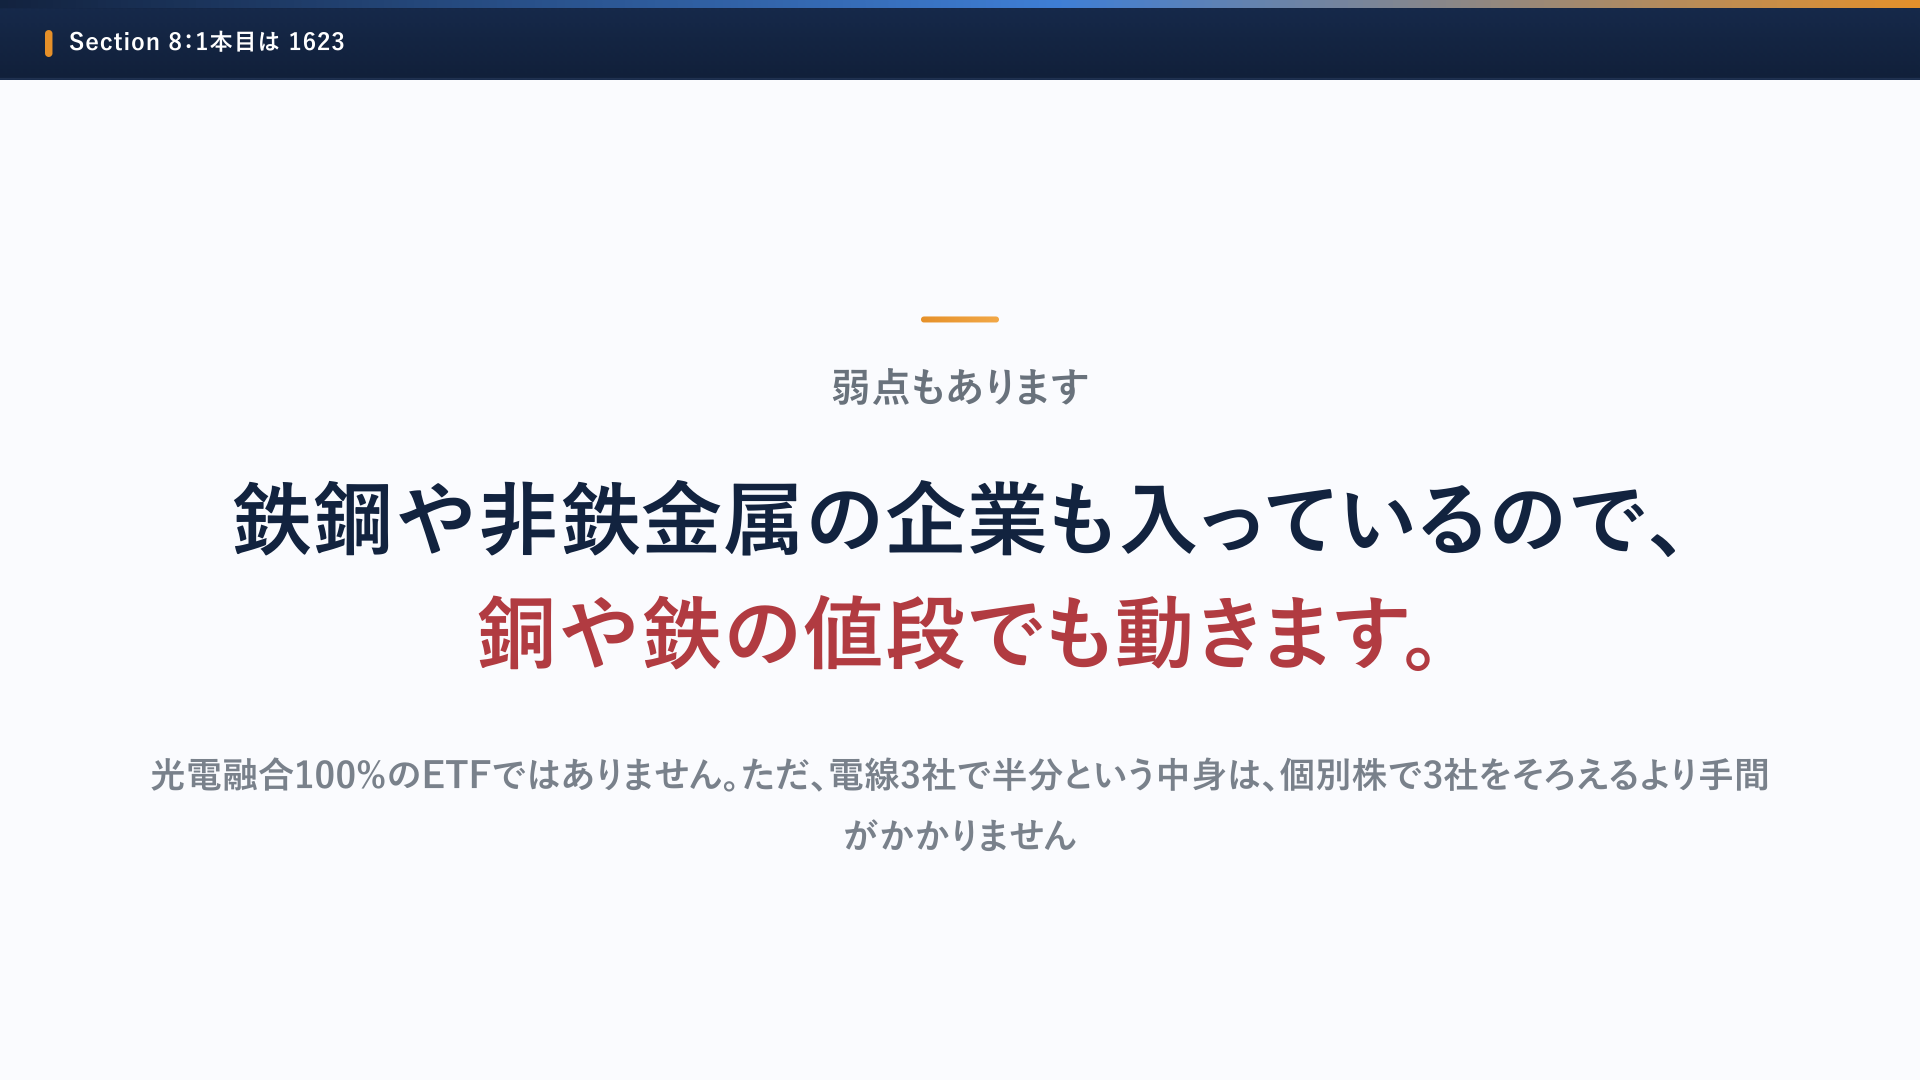 Section 8：1本目は 1623
弱点もあります
鉄鋼や非鉄金属の企業も入っているので、
銅や鉄の値段でも動きます。
光電融合100%のETFではありません。ただ、電線3社で半分という中身は、個別株で3社をそろえるより手間
がかかりません